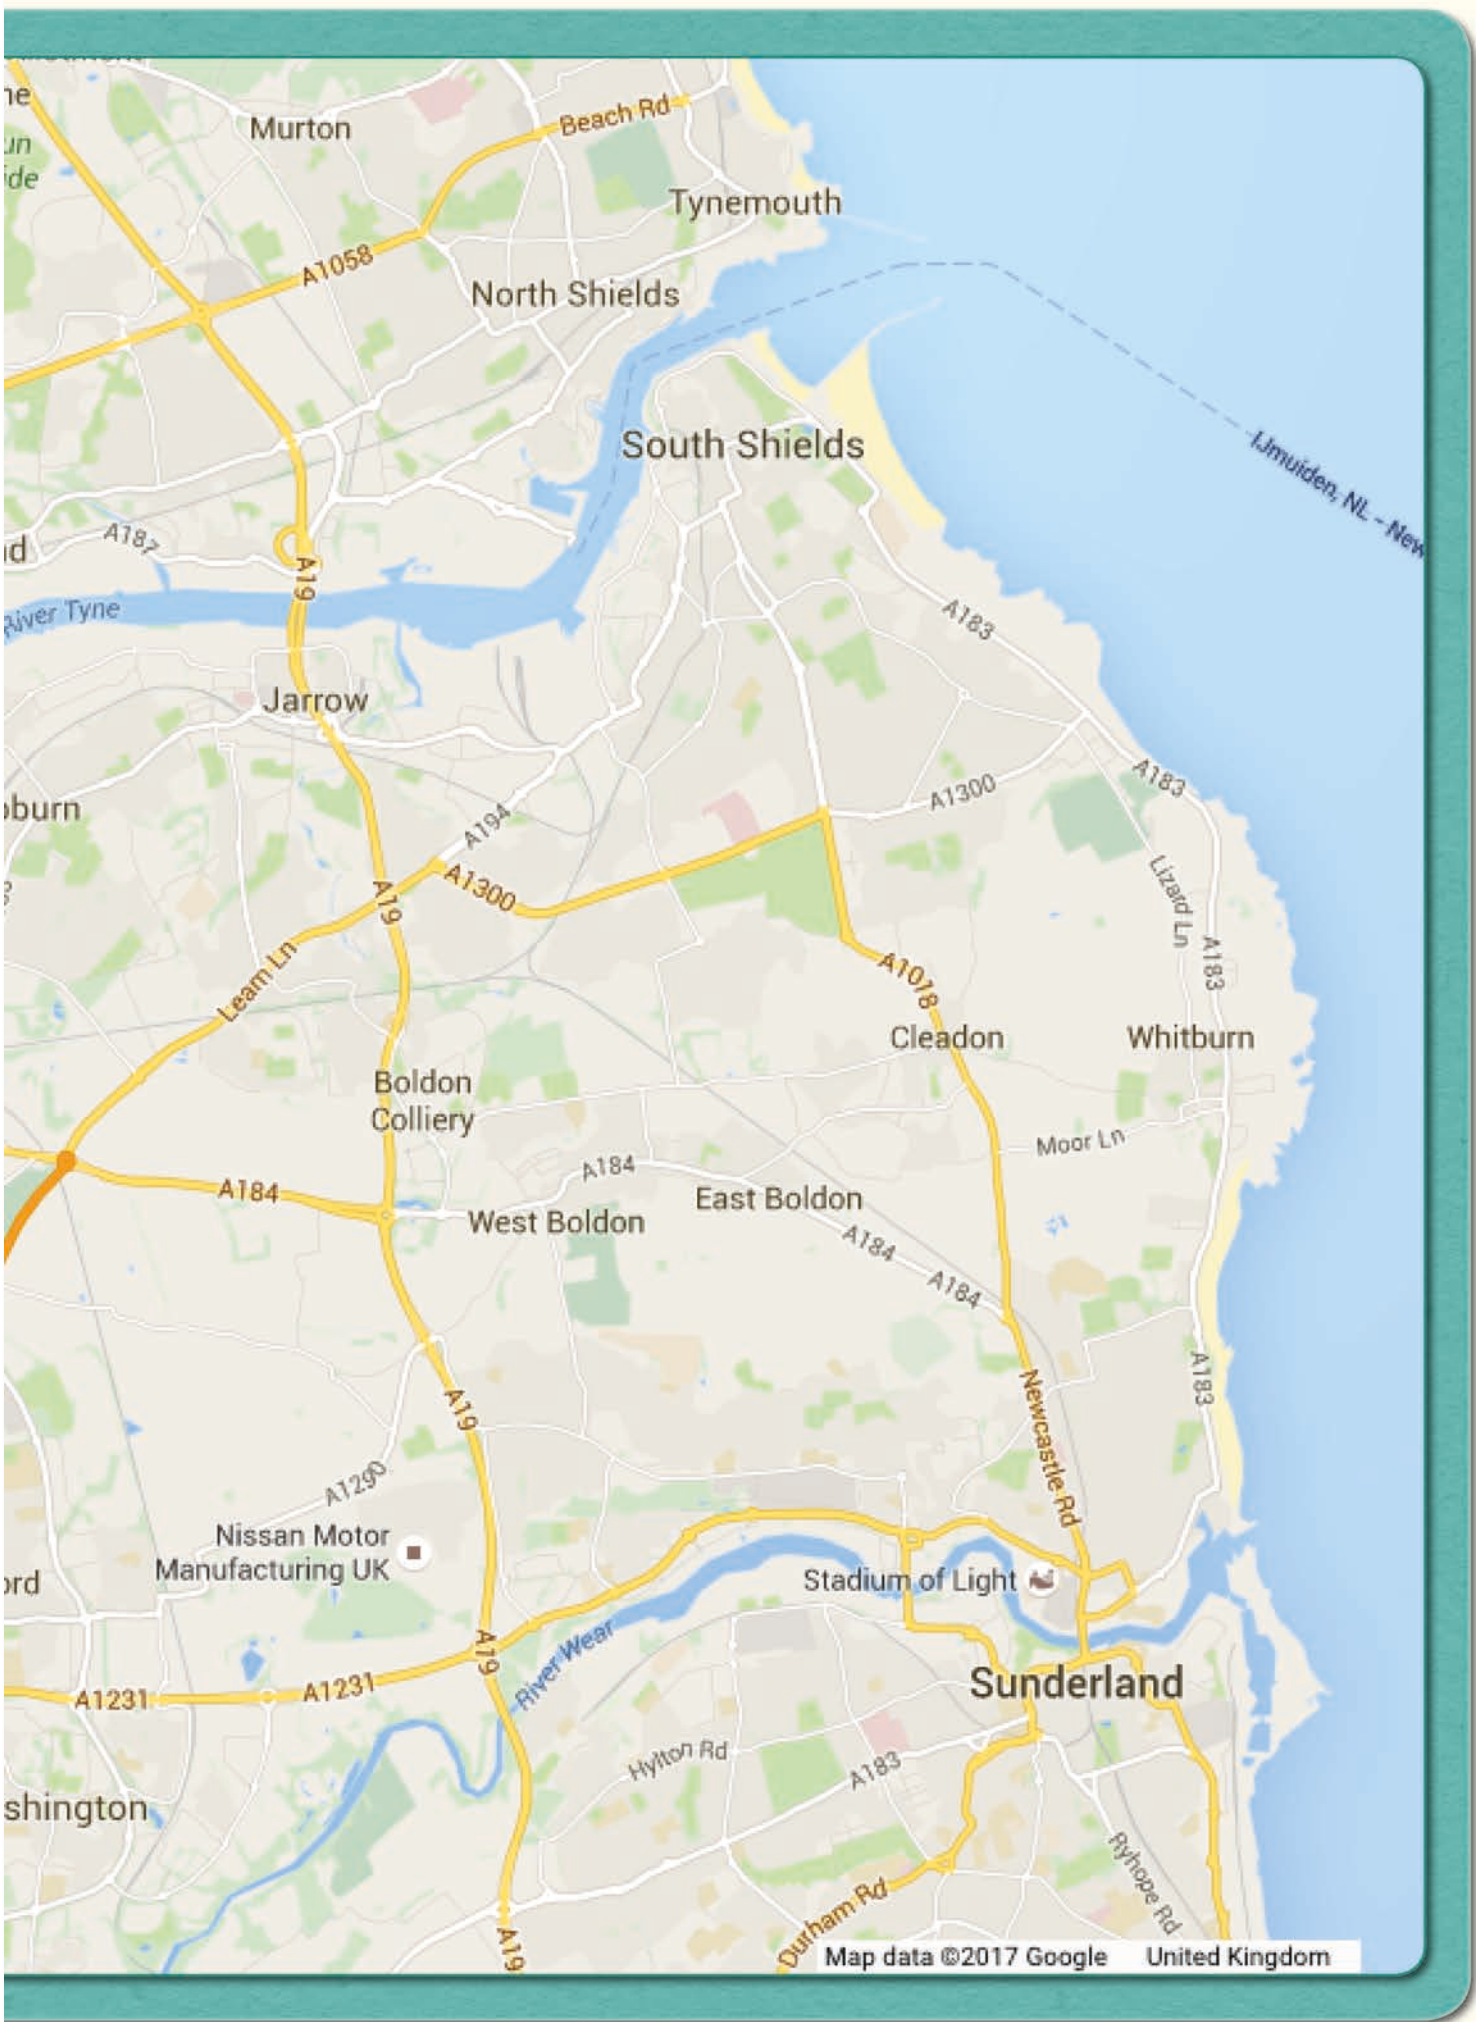 Murton
Beach Rd
Tynemouth
A1058
North Shields
South Shields
IJmuiden, NL - New
A187
A19
River Tyne
A183
Jarrow
A183
A1300
A194
A1300
A19
Lizard Ln
A183
Leam Ln
A1018
Cleadon
Whitburn
Boldon
Colliery
Moor Ln
A184
A184
East Boldon
West Boldon
A184
A184
A183
Newcastle Rd
A19
A1290
Nissan Motor
Manufacturing UK
Stadium of Light
A19
River Wear
A1231
A1231
Sunderland
Hylton Rd
A183
shington
Ryhope Rd
Durham Rd
A19
Map data ©2017 Google United Kingdom